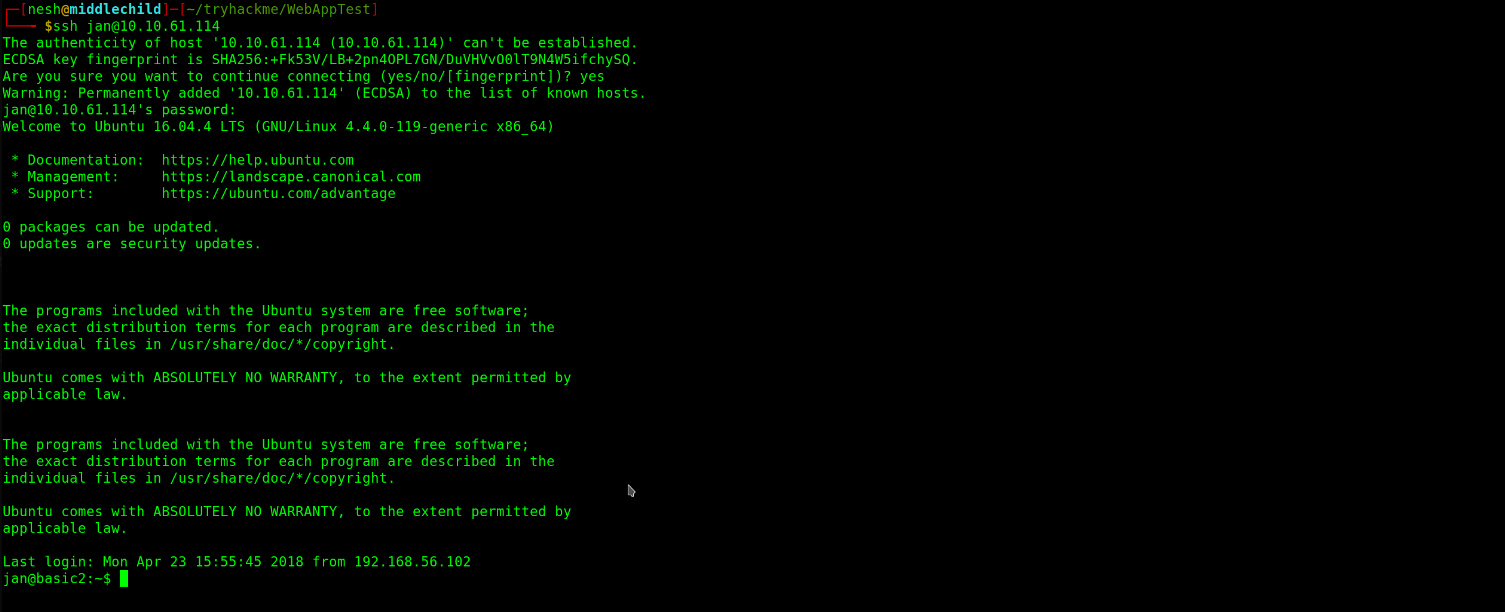 ┌─[nesh@middlechild]─[~/tryhackme/WebAppTest]
└──╼ $ssh jan@10.10.61.114
The authenticity of host '10.10.61.114 (10.10.61.114)' can't be established.
ECDSA key fingerprint is SHA256:+Fk53V/LB+2pn4OPL7GN/DuVHVvO0lT9N4W5ifchySQ.
Are you sure you want to continue connecting (yes/no/[fingerprint])? yes
Warning: Permanently added '10.10.61.114' (ECDSA) to the list of known hosts.
jan@10.10.61.114's password:
Welcome to Ubuntu 16.04.4 LTS (GNU/Linux 4.4.0-119-generic x86_64)
* Documentation:  https://help.ubuntu.com
* Management:     https://landscape.canonical.com
* Support:        https://ubuntu.com/advantage
0 packages can be updated.
0 updates are security updates.
The programs included with the Ubuntu system are free software;
the exact distribution terms for each program are described in the
individual files in /usr/share/doc/*/copyright.
Ubuntu comes with ABSOLUTELY NO WARRANTY, to the extent permitted by
applicable law.
The programs included with the Ubuntu system are free software;
the exact distribution terms for each program are described in the
individual files in /usr/share/doc/*/copyright.
Ubuntu comes with ABSOLUTELY NO WARRANTY, to the extent permitted by
applicable law.
Last login: Mon Apr 23 15:55:45 2018 from 192.168.56.102
jan@basic2:~$